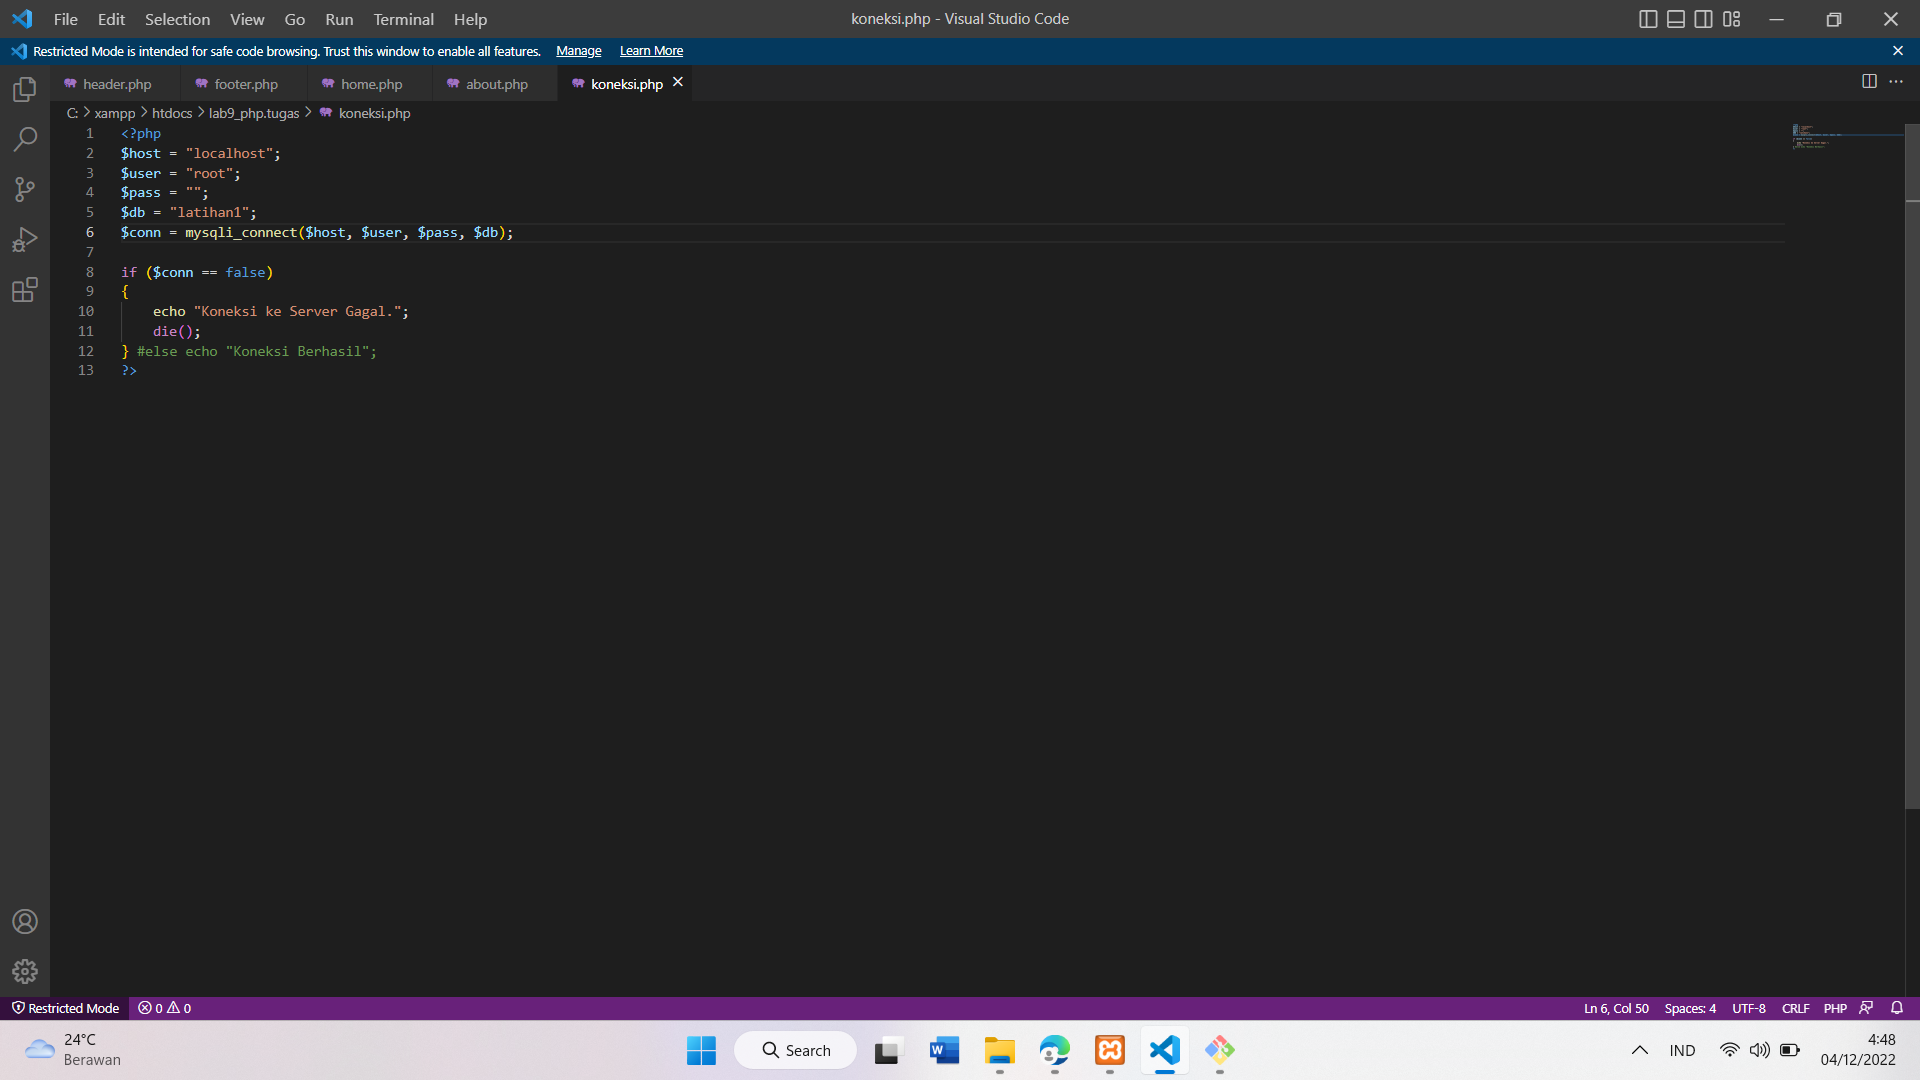 File Edit Selection View Go Run Terminal Help
koneksi.php - Visual Studio Code
Restricted Mode is intended for safe code browsing. Trust this window to enable all features. Manage Learn More
header.php footer.php home.php about.php koneksi.php
C: > xampp > htdocs > lab9_php.tugas > koneksi.php
1 <?php
2 $host = "localhost";
3 $user = "root";
4 $pass = "";
5 $db = "latihan1";
6 $conn = mysqli_connect($host, $user, $pass, $db);
7
8 if ($conn == false)
9 {
10 echo "Koneksi ke Server Gagal.";
11 die();
12 } #else echo "Koneksi Berhasil";
13 ?>
Restricted Mode 0 0 Ln 6, Col 50 Spaces: 4 UTF-8 CRLF PHP
24°C
Berawan
Search
IND
4:48
04/12/2022